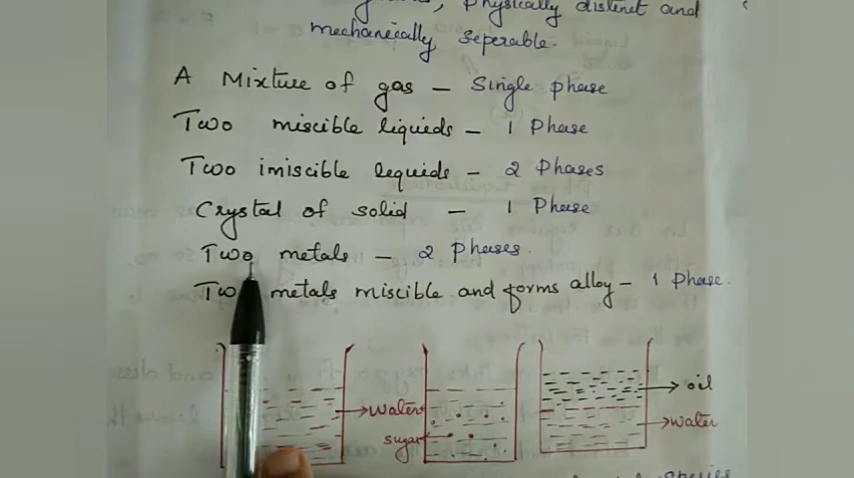 physically distinct and
mechanically seperable.
A Mixture of gas – Single phase
Two miscible liquids – 1 Phase
Two imiscible liquids – 2 Phases
Crystal of solid – 1 Phase
Two metals – 2 Phases.
Two metals miscible and forms alloy – 1 Phase.
oil
water
water
sugar
species